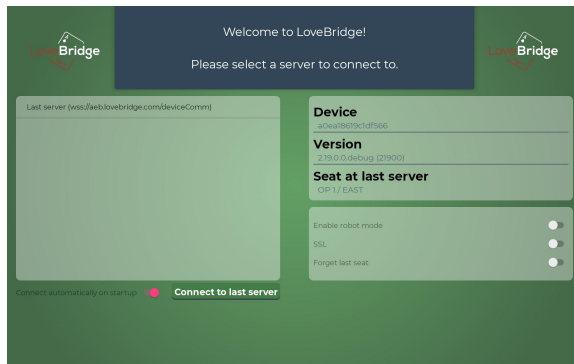 LoveBridge
Welcome to LoveBridge!
Please select a server to connect to.
LoveBridge
Last server (wss://aeb.lovebridge.com/deviceComm)
Device
a0ea18619c1df566
Version
2.19.0.0.debug (21900)
Seat at last server
OP 1 / EAST
Enable robot mode
SSL
Forget last seat
Connect automatically on startup
Connect to last server